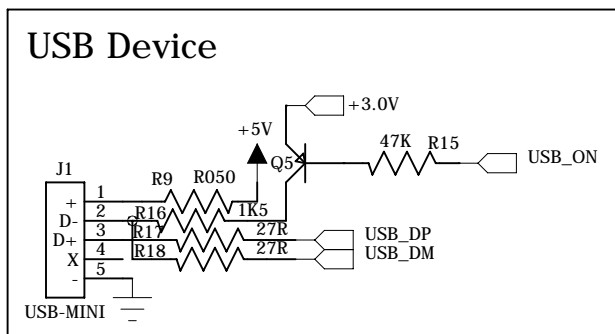 USB Device
+3.0V
+5V
47K R15
Q5
USB_ON
J1
R9 R050
1
+
2
D-
R16 1K5
3
D+
R17 27R
USB_DP
4
X
R18 27R
USB_DM
5
-
USB-MINI